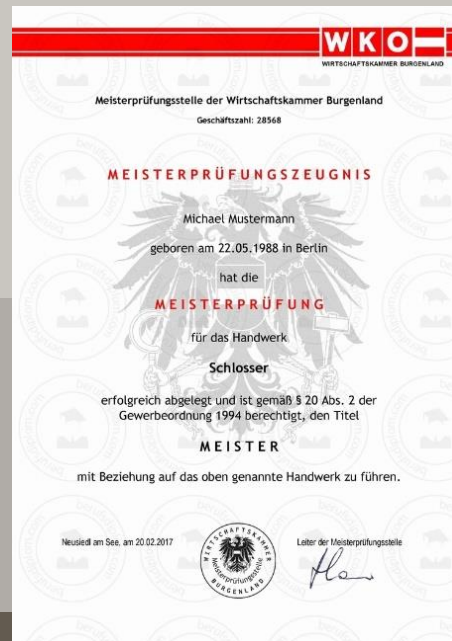 WKO
WIRTSCHAFTSKAMMER BURGENLAND
Meisterprüfungsstelle der Wirtschaftskammer Burgenland
Geschäftszahl: 28568
MEISTERPRÜFUNGSZEUGNIS
Michael Mustermann
geboren am 22.05.1988 in Berlin
hat die
MEISTERPRÜFUNG
für das Handwerk
Schlosser
erfolgreich abgelegt und ist gemäß § 20 Abs. 2 der
Gewerbeordnung 1994 berechtigt, den Titel
MEISTER
mit Beziehung auf das oben genannte Handwerk zu führen.
Neusiedl am See, am 20.02.2017
WIRTSCHAFTSKAMMER
Meisterprüfungsstelle
BURGENLAND
Leiter der Meisterprüfungsstelle